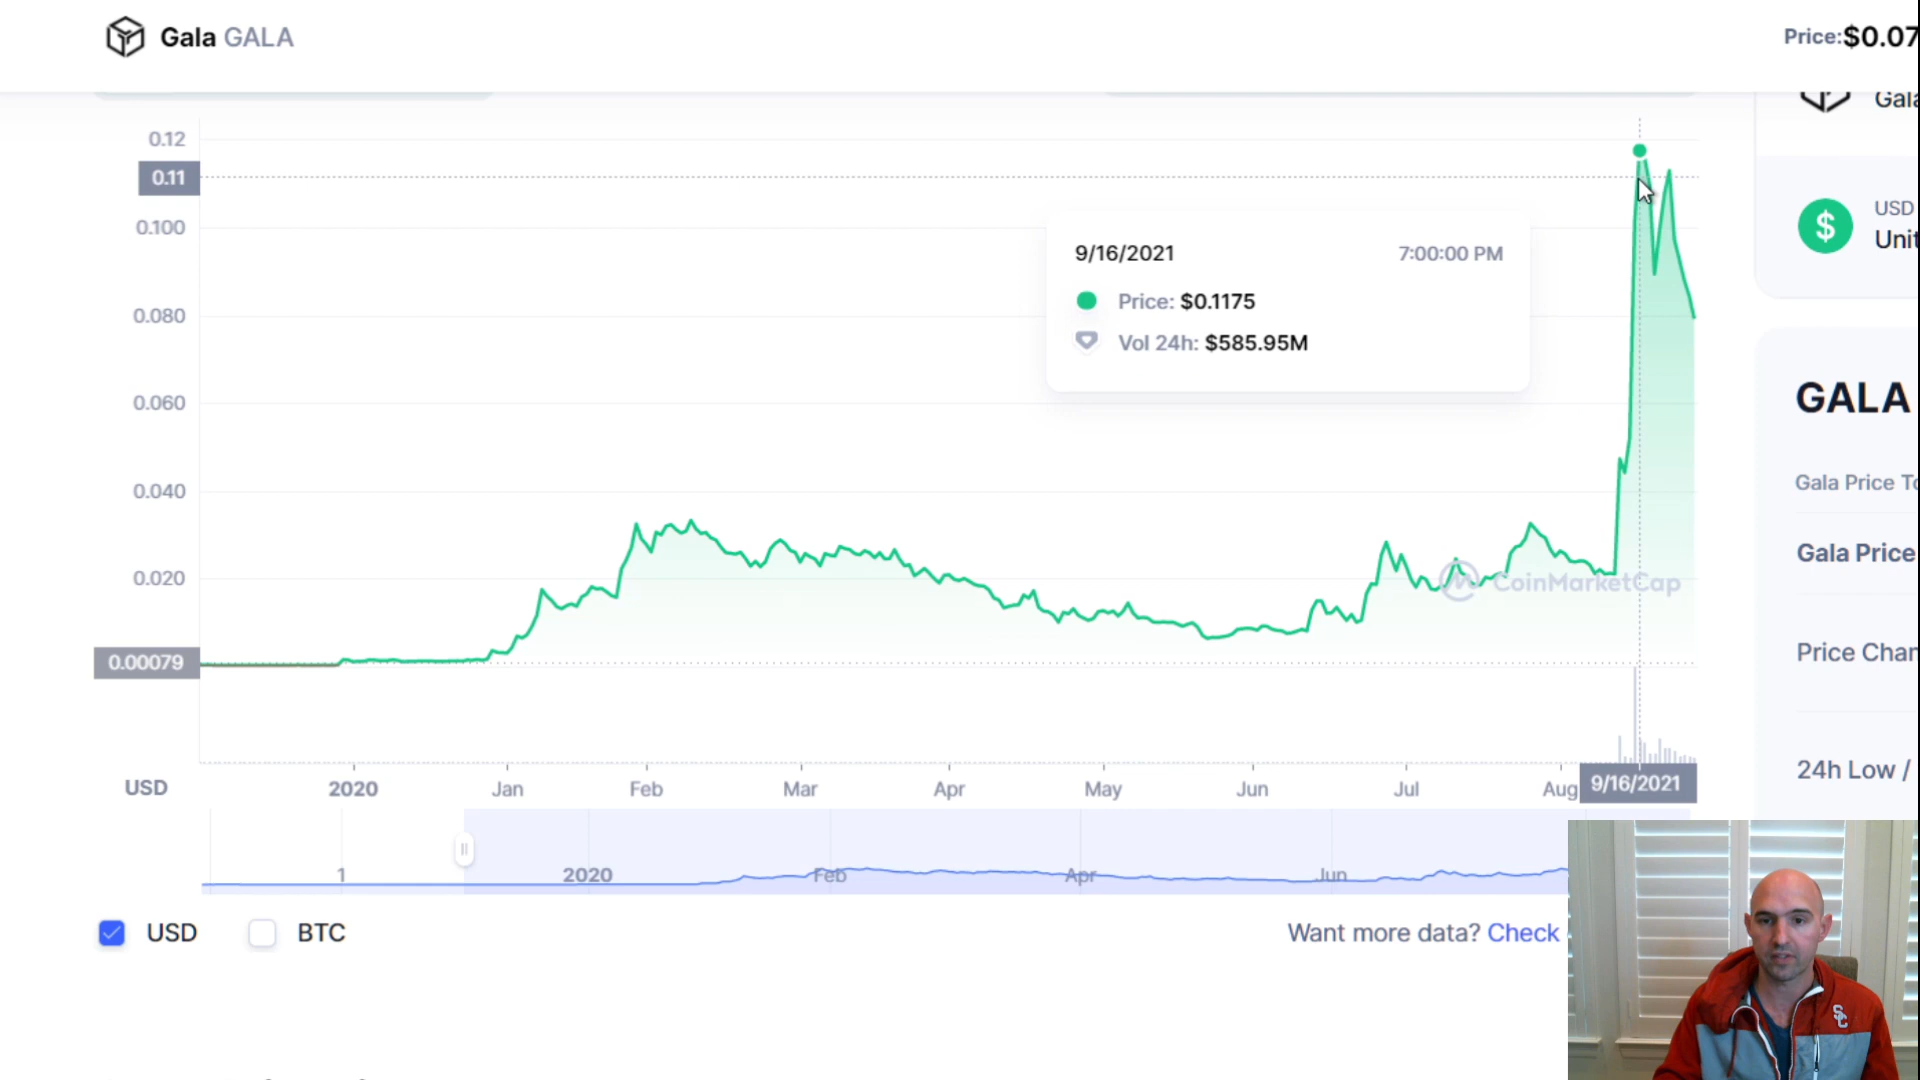 Gala GALA
Price:$0.07
Gala
0.12
0.11
0.100
0.080
0.060
0.040
0.020
0.00079
9/16/2021 7:00:00 PM
Price: $0.1175
Vol 24h: $585.95M
CoinMarketCap
USD 2020 Jan Feb Mar Apr May Jun Jul Aug 9/16/2021
1 2020 Feb Apr Jun
USD BTC
Want more data? Check
USD
Unit
GALA
Gala Price To
Gala Price
Price Chan
24h Low /
SC